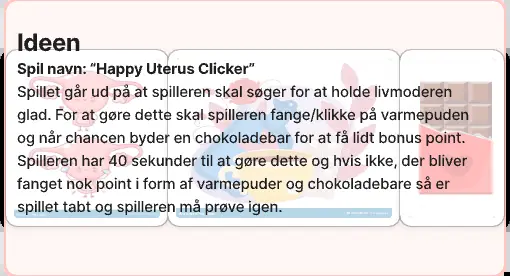 Ideen
Spil navn: “Happy Uterus Clicker”
Spillet går ud på at spilleren skal søger for at holde livmoderen
glad. For at gøre dette skal spilleren fange/klikke på varmepuden
og når chancen byder en chokoladebar for at få lidt bonus point.
Spilleren har 40 sekunder til at gøre dette og hvis ikke, der bliver
fanget nok point i form af varmepuder og chokoladebare så er
spillet tabt og spilleren må prøve igen.